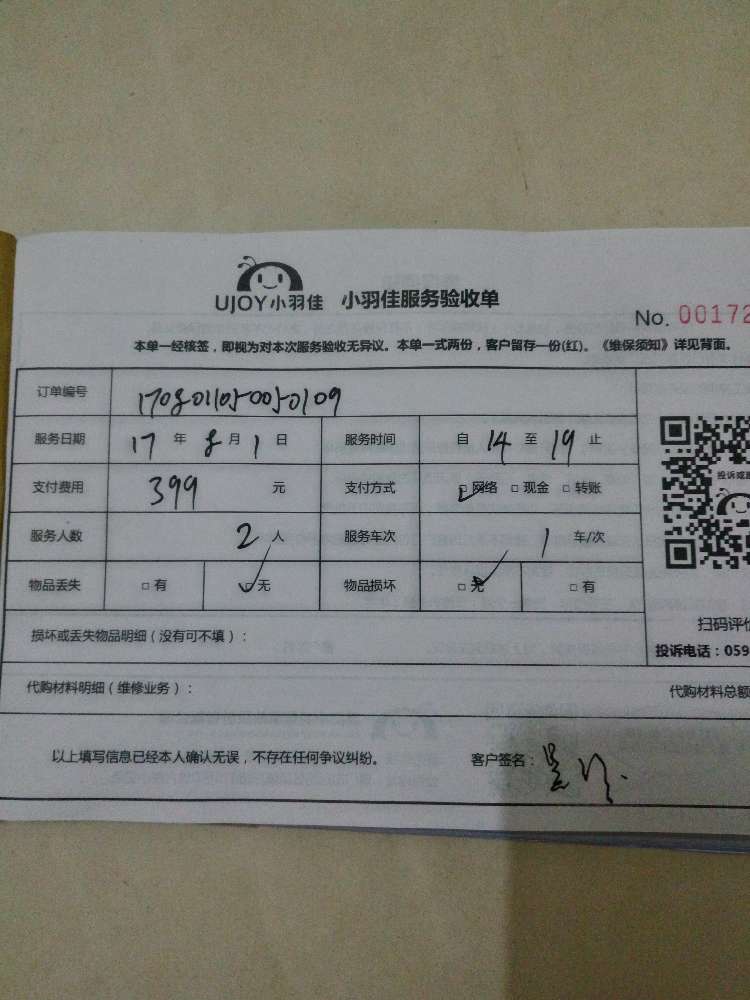 UJOY小羽佳 小羽佳服务验收单
No. 00172
本单一经核签，即视为对本次服务验收无异议。本单一式两份，客户留存一份(红)。《维保须知》详见背面。
订单编号 1708011050050109
服务日期 17 年 8 月 1 日 服务时间 自 14 至 19 止
支付费用 399 元 支付方式 □网络 □现金 □转账
投诉或
服务人数 2 人 服务车次 1 车/次
物品丢失 □有 □无 物品损坏 □无 □有
扫码评价
损坏或丢失物品明细（没有可不填）：
投诉电话：059
代购材料明细（维修业务）： 代购材料总额
以上填写信息已经本人确认无误，不存在任何争议纠纷。 客户签名：